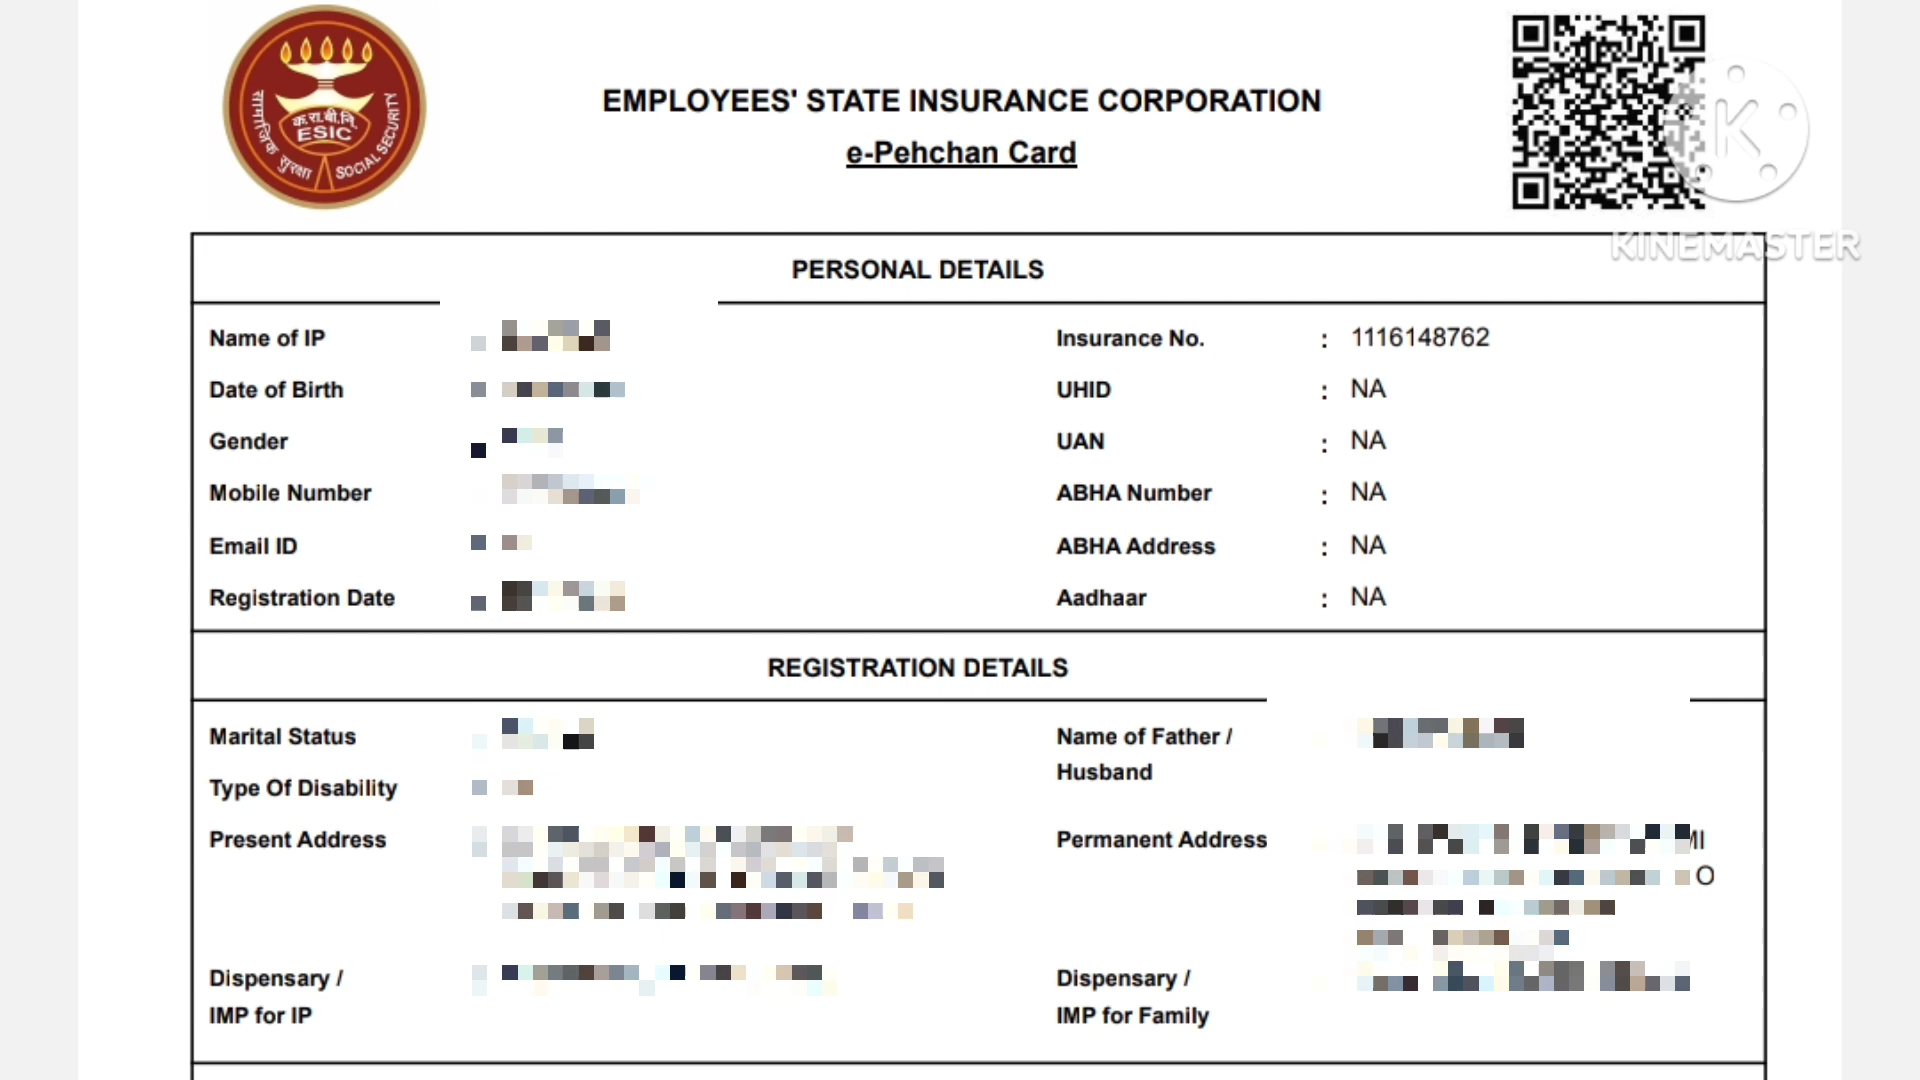 सामाजिक सुरक्षा
क.रा.बी.नि.
ESIC
SOCIAL SECURITY
EMPLOYEES' STATE INSURANCE CORPORATION
e-Pehchan Card
K
KINEMASTER
PERSONAL DETAILS
Name of IP Insurance No. : 1116148762
Date of Birth UHID : NA
Gender UAN : NA
Mobile Number ABHA Number : NA
Email ID ABHA Address : NA
Registration Date Aadhaar : NA
REGISTRATION DETAILS
Marital Status Name of Father /
Husband
Type Of Disability
Present Address Permanent Address
O
Dispensary / Dispensary /
IMP for IP IMP for Family